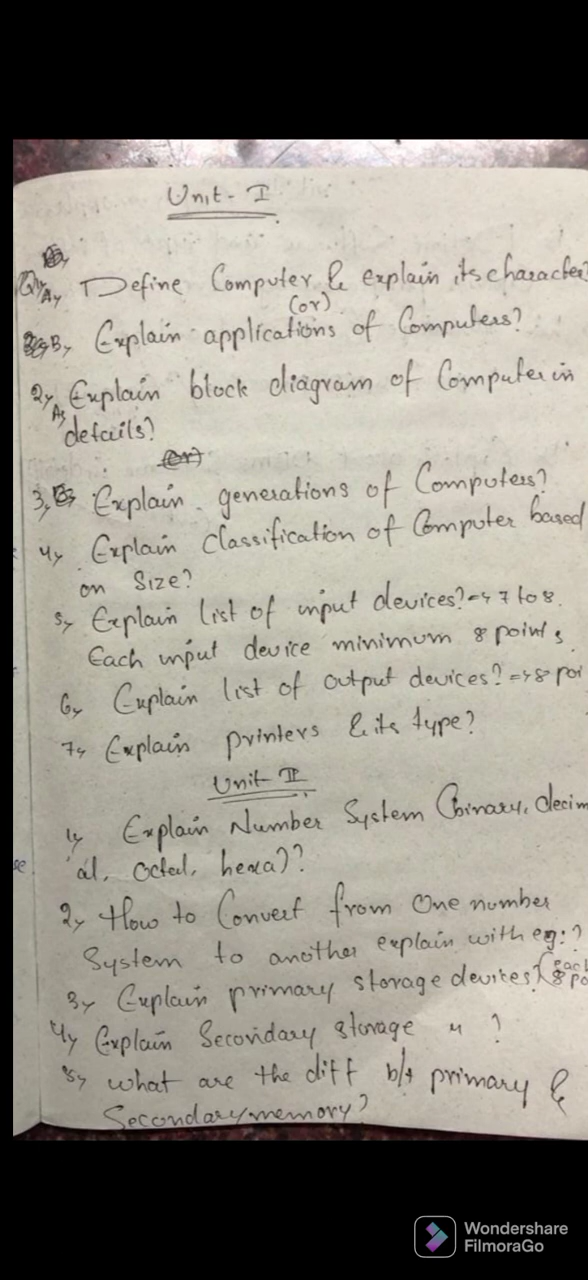 Unit - I
Q1, A, Define Computer & explain its character
(or)
B, Explain applications of Computers?
2, A, Explain block diagram of Computer in
details?
(or)
3, Explain generations of Computers?
4, Explain classification of Computer based
on Size?
5, Explain list of input devices? => 7 to 8.
Each input device minimum 8 points.
6, Explain list of output devices? => 8 poi
7, Explain printers & its type?
Unit - II
1, Explain Number System (binary, decim
al, octal, hexa)?
2, How to Convert from One number
System to another explain with eg:?
3, Explain primary storage devices? (each
8 po
4, Explain Secondary storage " ?
5, what are the diff b/t primary &
Secondary memory?
se
Wondershare
FilmoraGo